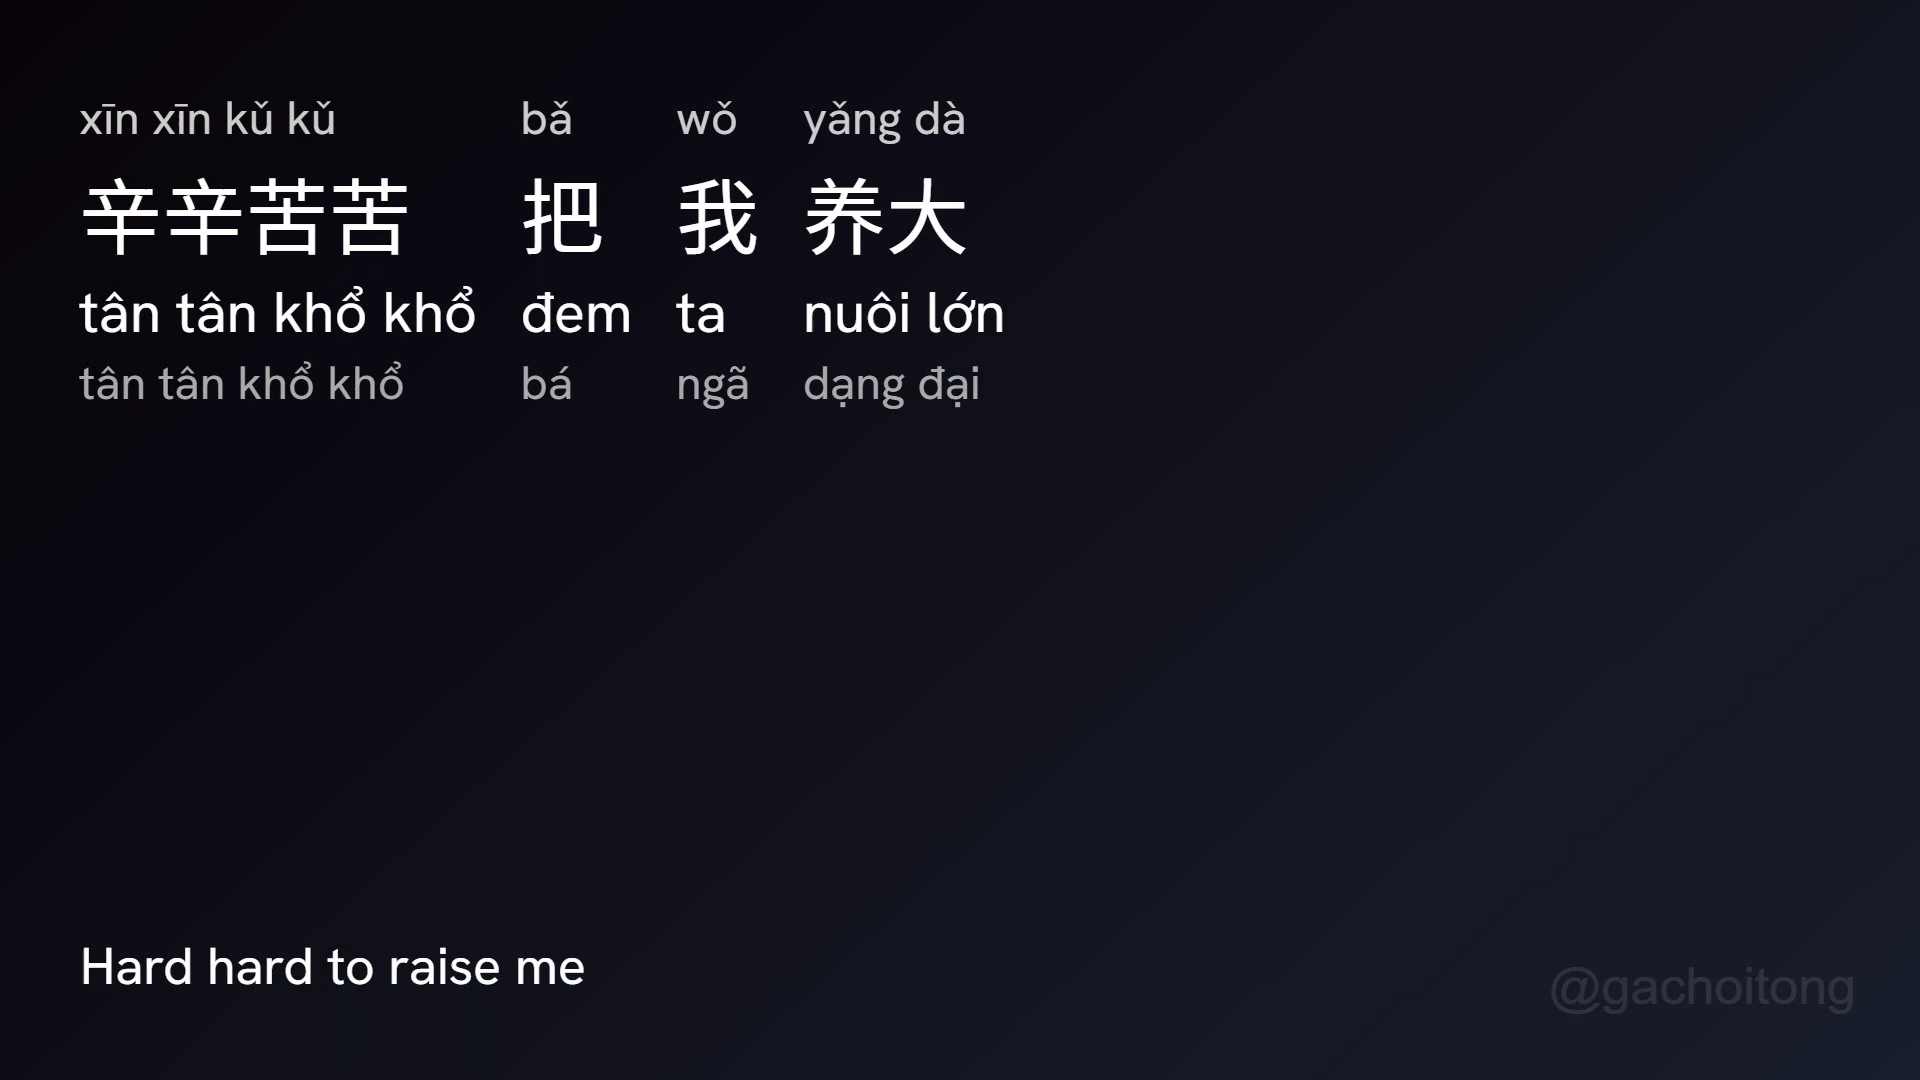 xīn xīn kǔ kǔ bǎ wǒ yǎng dà
辛辛苦苦 把 我 养大
tân tân khổ khổ đem ta nuôi lớn
tân tân khổ khổ bá ngã dạng đại
Hard hard to raise me
@gachoitong